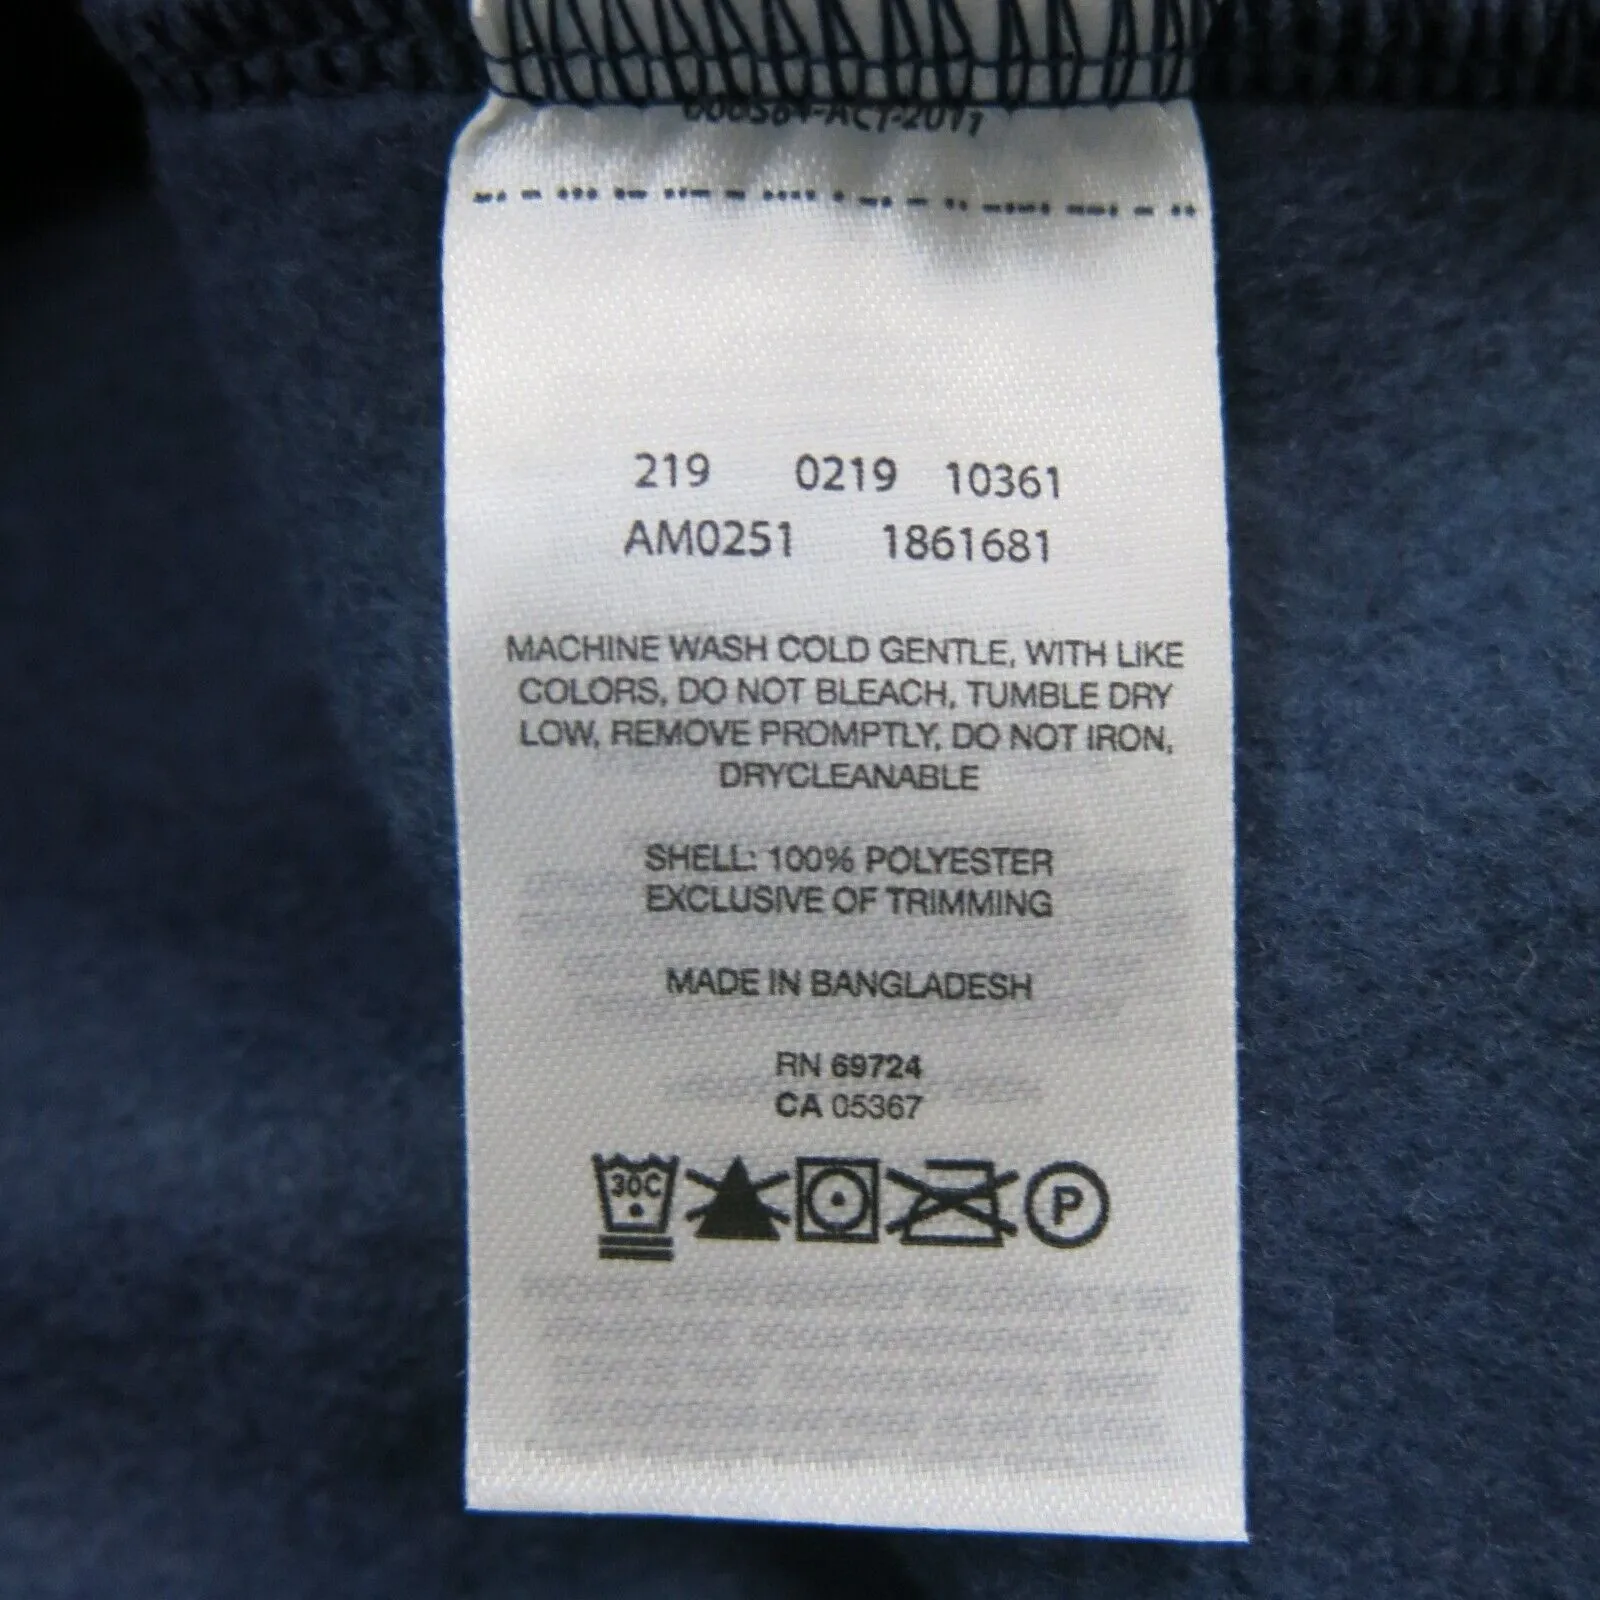 219 0219 10361
AM0251 1861681
MACHINE WASH COLD GENTLE, WITH LIKE
COLORS, DO NOT BLEACH, TUMBLE DRY
LOW, REMOVE PROMPTLY, DO NOT IRON,
DRYCLEANABLE
SHELL: 100% POLYESTER
EXCLUSIVE OF TRIMMING
MADE IN BANGLADESH
RN 69724
CA 05367
30C P